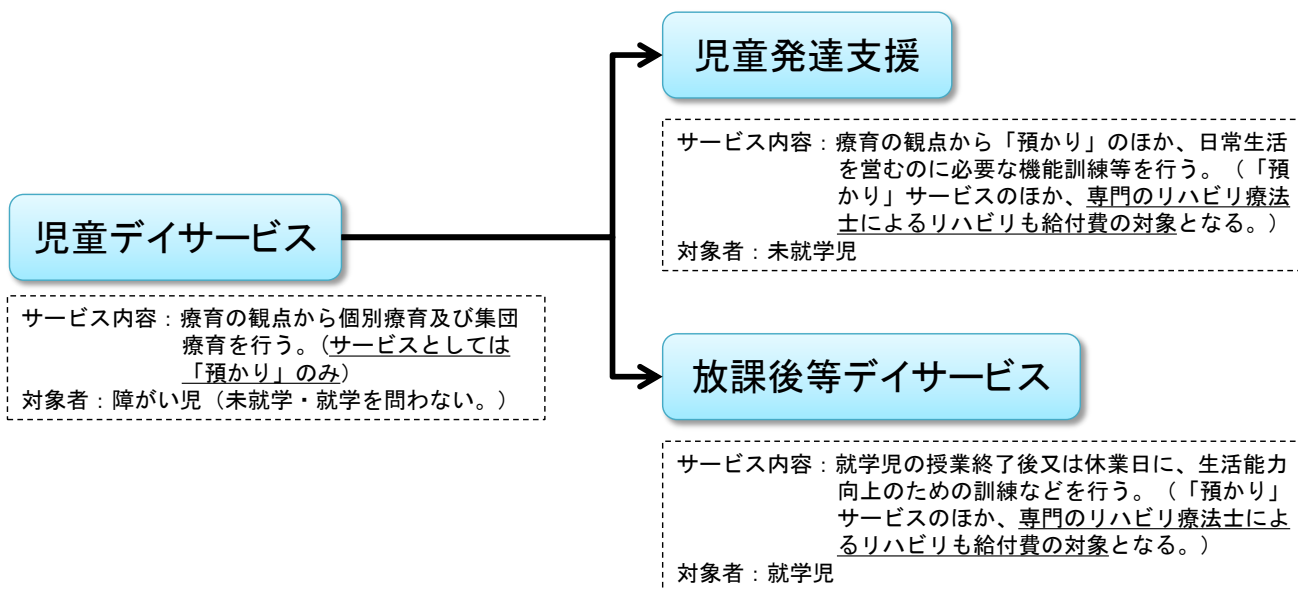 児童発達支援
サービス内容：療育の観点から「預かり」のほか、日常生活
を営むのに必要な機能訓練等を行う。（「預
かり」サービスのほか、専門のリハビリ療法
士によるリハビリも給付費の対象となる。）
対象者：未就学児
児童デイサービス
サービス内容：療育の観点から個別療育及び集団
療育を行う。（サービスとしては
「預かり」のみ）
対象者：障がい児（未就学・就学を問わない。）
放課後等デイサービス
サービス内容：就学児の授業終了後又は休業日に、生活能力
向上のための訓練などを行う。（「預かり」
サービスのほか、専門のリハビリ療法士によ
るリハビリも給付費の対象となる。）
対象者：就学児